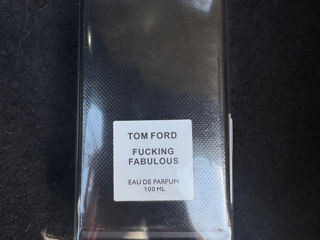 TOM FORD
FUCKING
FABULOUS
EAU DE PARFUM
100 ML